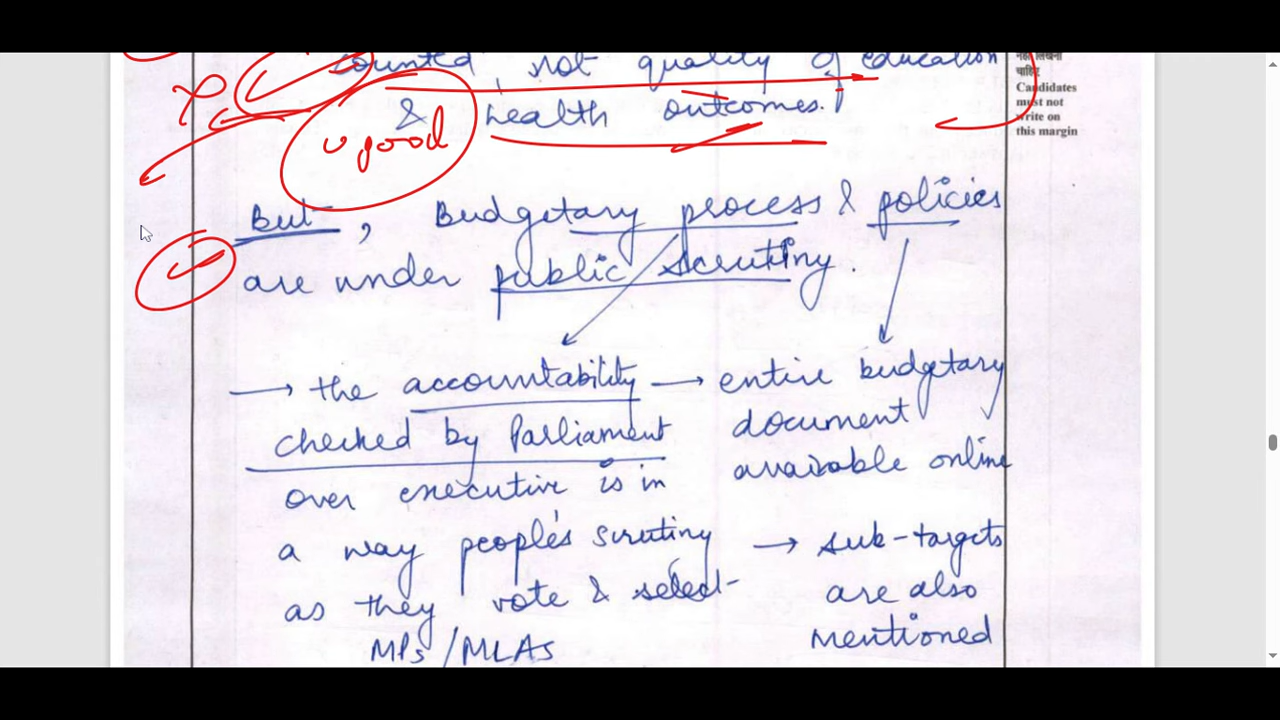 counted, not quality of education
& health outcomes.
v good
नहीं लिखना
चाहिए
Candidates
must not
write on
this margin
But, Budgetary process & policies
are under public scrutiny.
→ the accountability
checked by Parliament
over executive is in
a way people's scrutiny
as they vote & select
MPs/MLAs
→ entire budgetary
document
available online
→ sub-targets
are also
mentioned